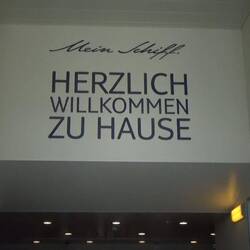 Mein Schiff
HERZLICH
WILLKOMMEN
ZU HAUSE